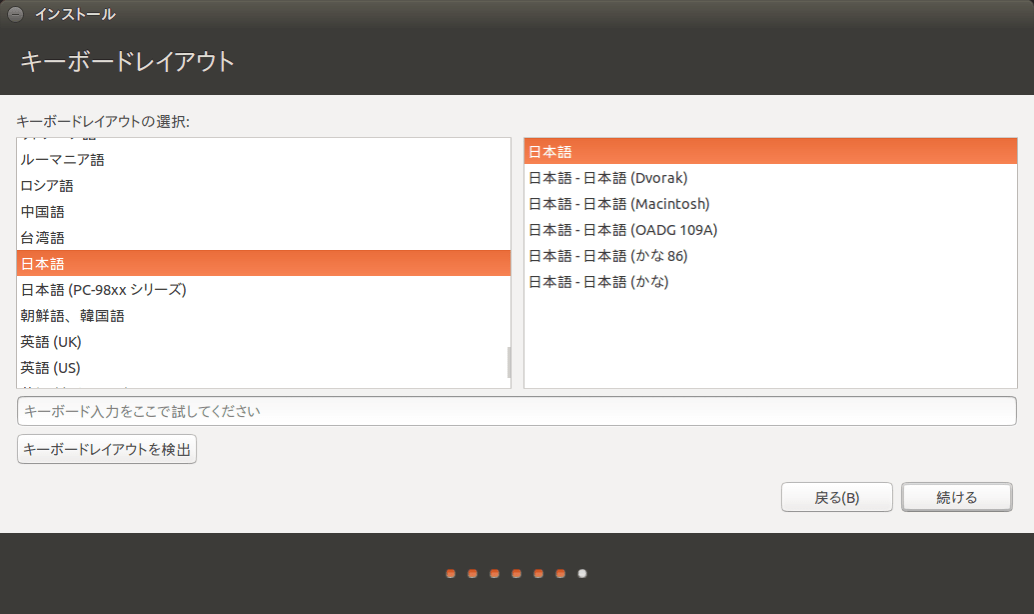 インストール
キーボードレイアウト
キーボードレイアウトの選択:
ルーマニア語
ロシア語
中国語
台湾語
日本語
日本語 (PC-98xx シリーズ)
朝鮮語、韓国語
英語 (UK)
英語 (US)
日本語
日本語 - 日本語 (Dvorak)
日本語 - 日本語 (Macintosh)
日本語 - 日本語 (OADG 109A)
日本語 - 日本語 (かな 86)
日本語 - 日本語 (かな)
キーボード入力をここで試してください
キーボードレイアウトを検出
戻る(B)
続ける